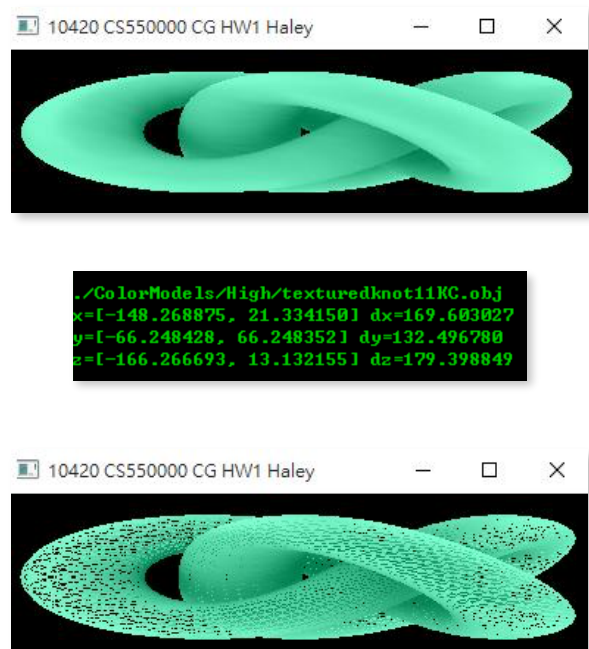 10420 CS550000 CG HW1 Haley
./ColorModels/High/texturedknot11KC.obj
x=[-148.268875, 21.334150] dx=169.603027
y=[-66.248428, 66.248352] dy=132.496780
z=[-166.266693, 13.132155] dz=179.398849
10420 CS550000 CG HW1 Haley